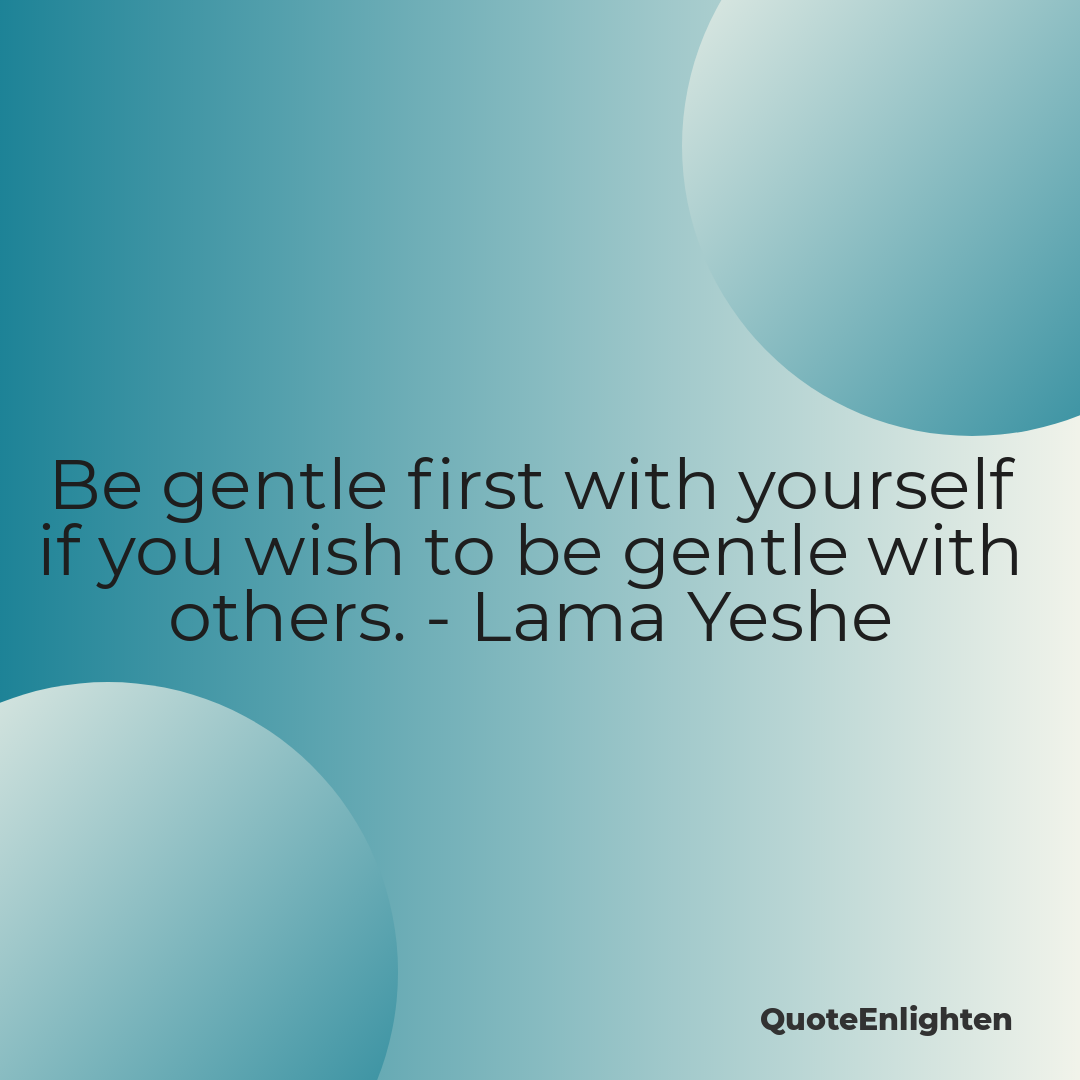 Be gentle first with yourself
if you wish to be gentle with
others. - Lama Yeshe
QuoteEnlighten